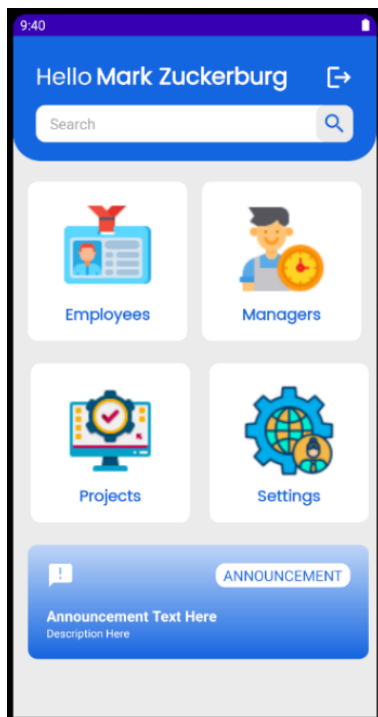 9:40
Hello Mark Zuckerburg
Search
Employees
Managers
Projects
Settings
ANNOUNCEMENT
Announcement Text Here
Description Here